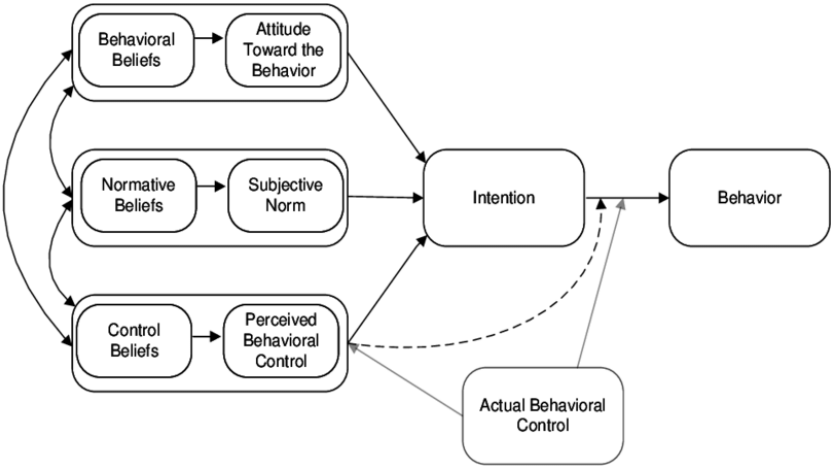 Behavioral
Beliefs
Attitude
Toward the
Behavior
Normative
Beliefs
Subjective
Norm
Intention
Behavior
Control
Beliefs
Perceived
Behavioral
Control
Actual Behavioral
Control